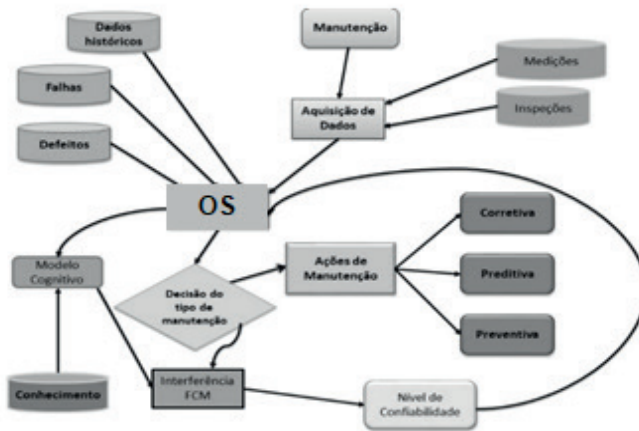 Dados
históricos
Manutenção
Medições
Falhas
Aquisição de
Dados
Inspeções
Defeitos
OS
Corretiva
Modelo
Cognitivo
Decisão do
tipo de
manutenção
Ações de
Manutenção
Preditiva
Preventiva
Conhecimento
Interferência
FCM
Nível de
Confiabilidade